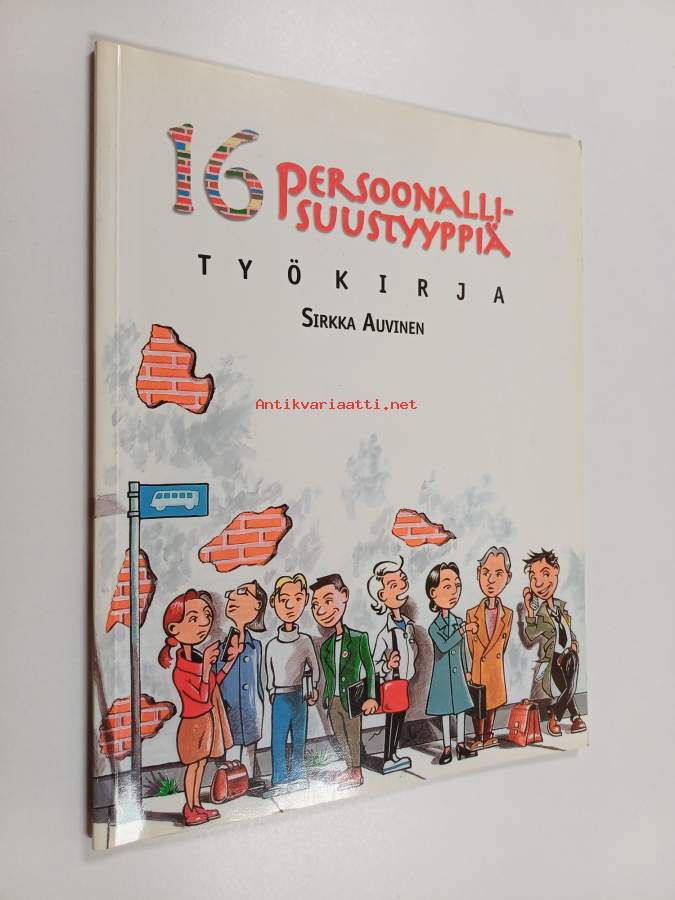 16 PERSOONALLI-
SUUSTYYPPIÄ
TYÖKIRJA
SIRKKA AUVINEN
Antikvariaatti.net